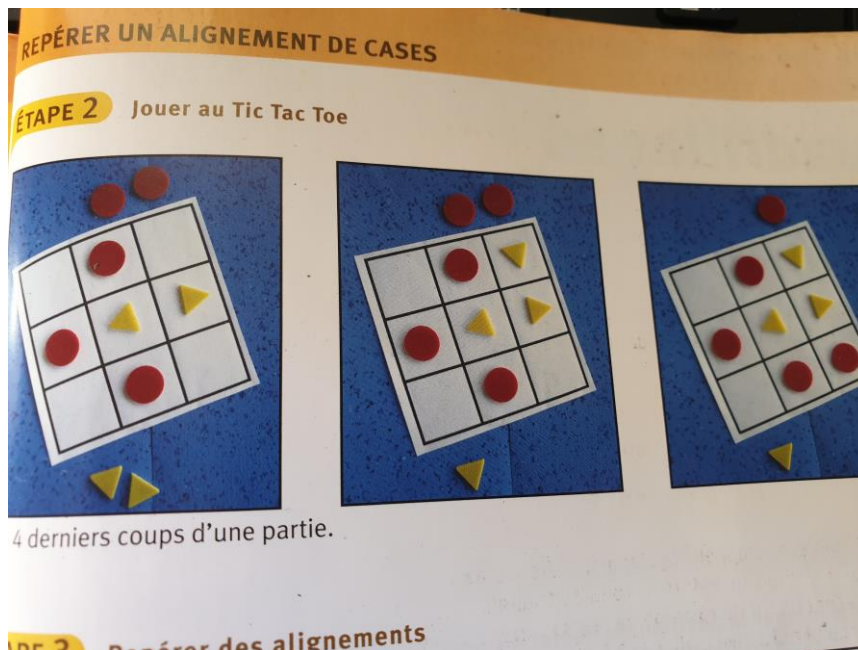 REPÉRER UN ALIGNEMENT DE CASES
ÉTAPE 2 Jouer au Tic Tac Toe
4 derniers coups d'une partie.
3 Repérer des alignements